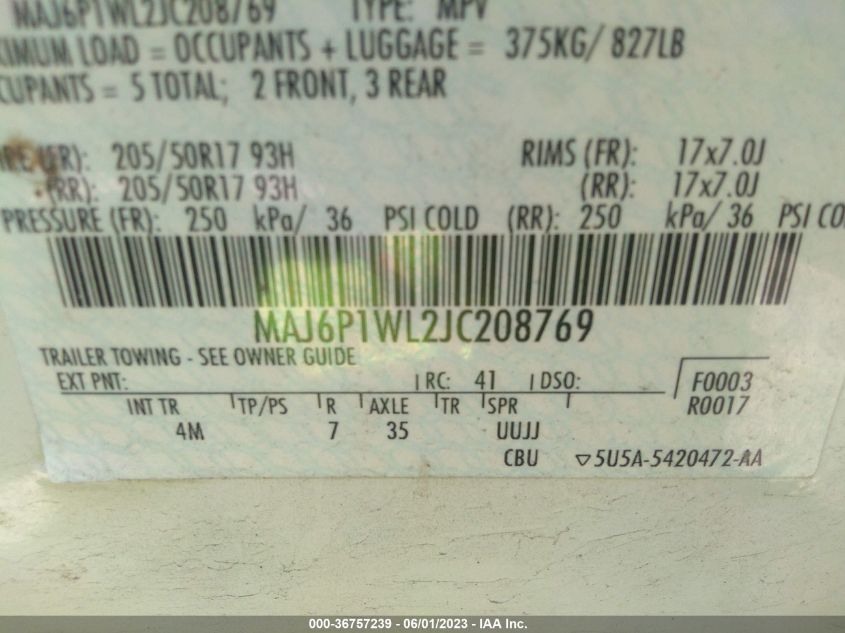 MAJ6P1WL2JC208769 TYPE: MPV
XIMUM LOAD = OCCUPANTS + LUGGAGE = 375KG/ 827LB
CUPANTS = 5 TOTAL; 2 FRONT, 3 REAR
(FR): 205/50R17 93H RIMS (FR): 17x7.0J
(RR): 205/50R17 93H (RR): 17x7.0J
PRESSURE (FR): 250 kPa/ 36 PSI COLD (RR): 250 kPa/ 36 PSI CO
MAJ6P1WL2JC208769
TRAILER TOWING - SEE OWNER GUIDE
EXT PNT: RC: 41 DSO: F0003
INT TR TP/PS R AXLE TR SPR R0017
4M 7 35 UUJJ
CBU ▽5U5A-5420472-AA
000-36757239 - 06/01/2023 - IAA Inc.